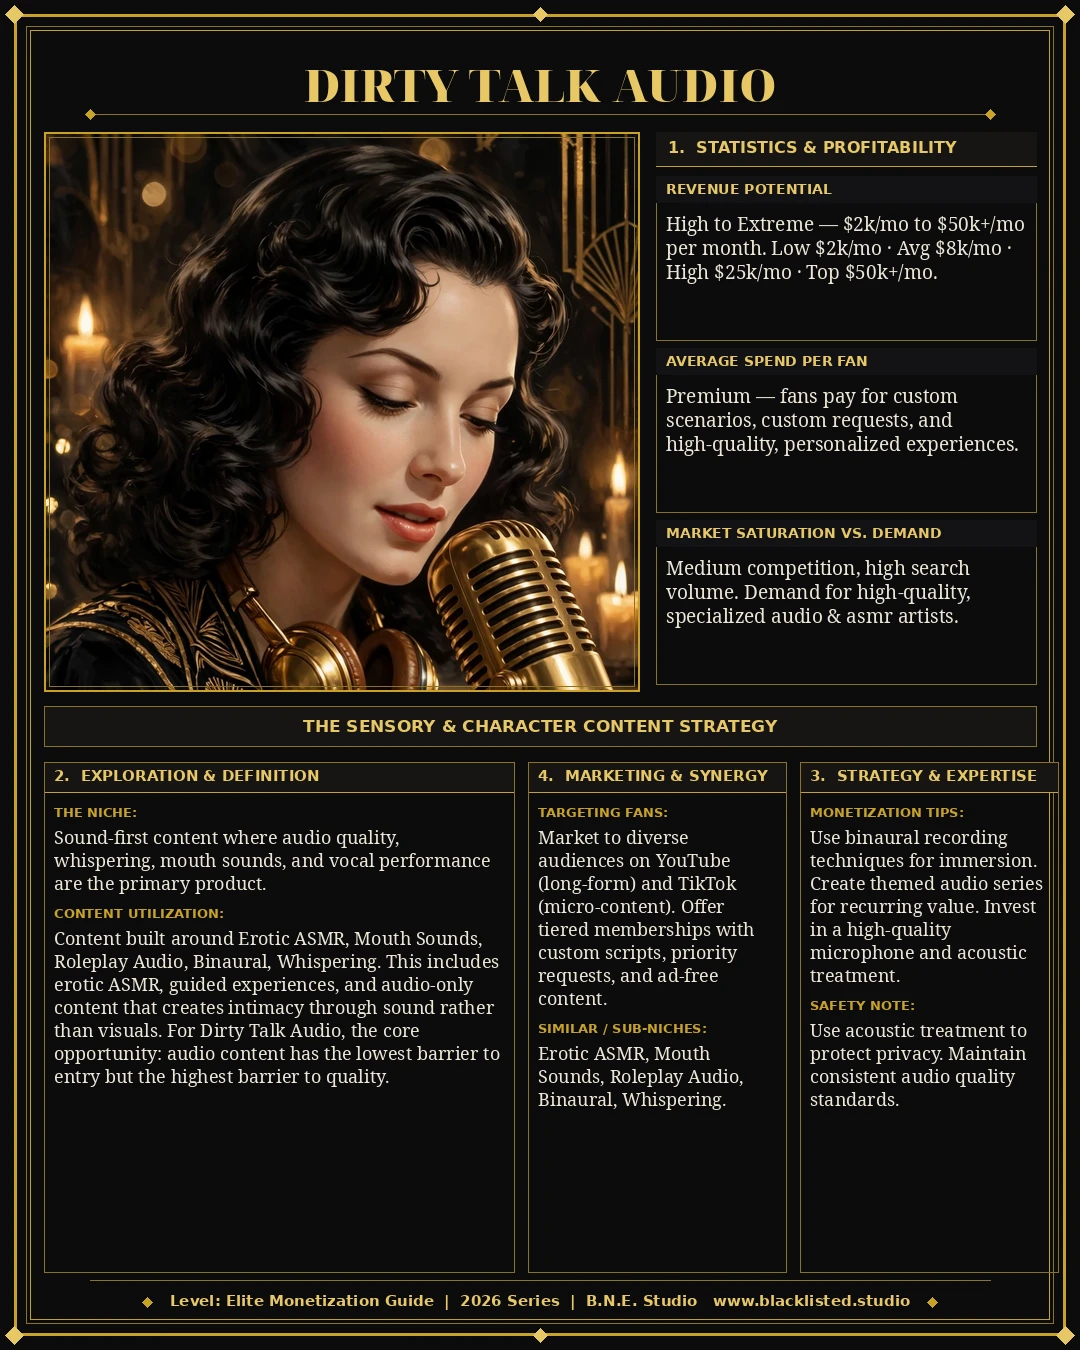 DIRTY TALK AUDIO
1. STATISTICS & PROFITABILITY
REVENUE POTENTIAL
High to Extreme — $2k/mo to $50k+/mo
per month. Low $2k/mo · Avg $8k/mo ·
High $25k/mo · Top $50k+/mo.
AVERAGE SPEND PER FAN
Premium — fans pay for custom
scenarios, custom requests, and
high-quality, personalized experiences.
MARKET SATURATION VS. DEMAND
Medium competition, high search
volume. Demand for high-quality,
specialized audio & asmr artists.
THE SENSORY & CHARACTER CONTENT STRATEGY
2. EXPLORATION & DEFINITION
THE NICHE:
Sound-first content where audio quality,
whispering, mouth sounds, and vocal performance
are the primary product.
CONTENT UTILIZATION:
Content built around Erotic ASMR, Mouth Sounds,
Roleplay Audio, Binaural, Whispering. This includes
erotic ASMR, guided experiences, and audio-only
content that creates intimacy through sound rather
than visuals. For Dirty Talk Audio, the core
opportunity: audio content has the lowest barrier to
entry but the highest barrier to quality.
4. MARKETING & SYNERGY
TARGETING FANS:
Market to diverse
audiences on YouTube
(long-form) and TikTok
(micro-content). Offer
tiered memberships with
custom scripts, priority
requests, and ad-free
content.
SIMILAR / SUB-NICHES:
Erotic ASMR, Mouth
Sounds, Roleplay Audio,
Binaural, Whispering.
3. STRATEGY & EXPERTISE
MONETIZATION TIPS:
Use binaural recording
techniques for immersion.
Create themed audio series
for recurring value. Invest
in a high-quality
microphone and acoustic
treatment.
SAFETY NOTE:
Use acoustic treatment to
protect privacy. Maintain
consistent audio quality
standards.
Level: Elite Monetization Guide | 2026 Series | B.N.E. Studio www.blacklisted.studio